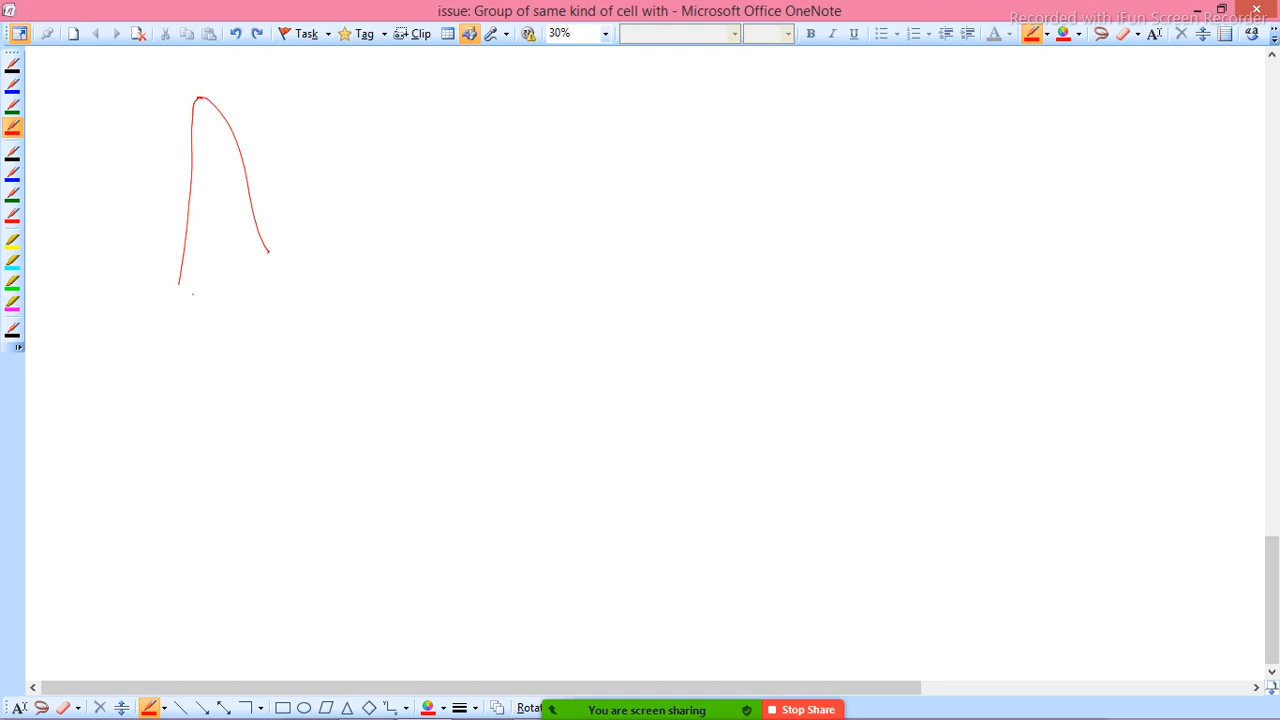 issue: Group of same kind of cell with - Microsoft Office OneNote
Recorded with iFun Screen Recorder
Task Tag Clip 30% B I U A A
A Rotat You are screen sharing Stop Share